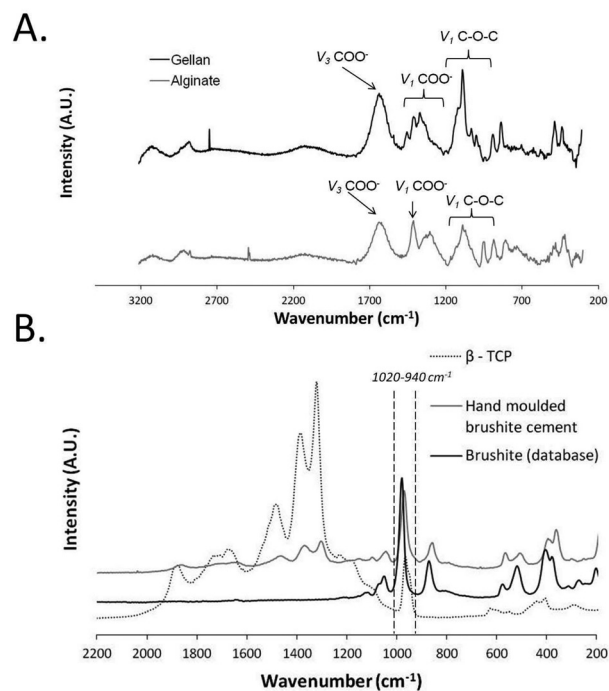 A.
Gellan
Alginate
V3 COO-
V1 COO-
V1 C-O-C
V3 COO-
V1 COO-
V1 C-O-C
Intensity (A.U.)
3200 2700 2200 1700 1200 700 200
Wavenumber (cm-1)
B.
1020-940 cm-1
β - TCP
Hand moulded
brushite cement
Brushite (database)
Intensity (A.U.)
2200 2000 1800 1600 1400 1200 1000 800 600 400 200
Wavenumber (cm-1)